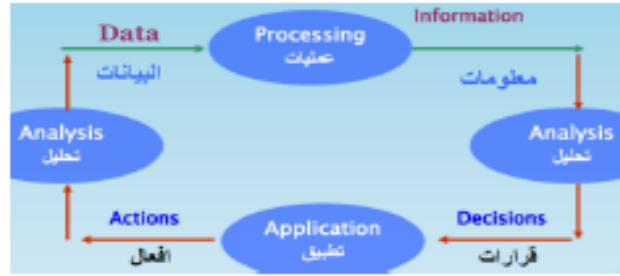 Data
البيانات
Processing
عمليات
Information
معلومات
Analysis
تحليل
Analysis
تحليل
Actions
افعال
Application
تطبيق
Decisions
قرارات